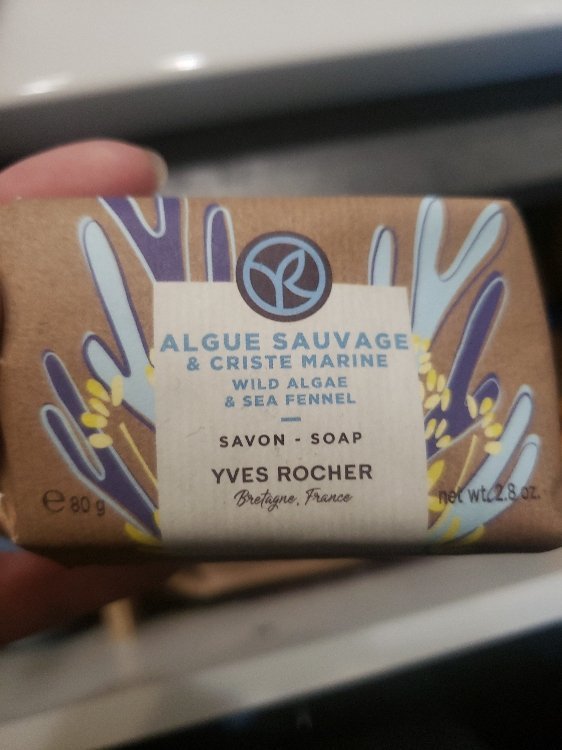 YR
ALGUE SAUVAGE
& CRISTE MARINE
WILD ALGAE
& SEA FENNEL
SAVON - SOAP
YVES ROCHER
Bretagne, France
℮ 80 g
net wt. 2.8 oz.